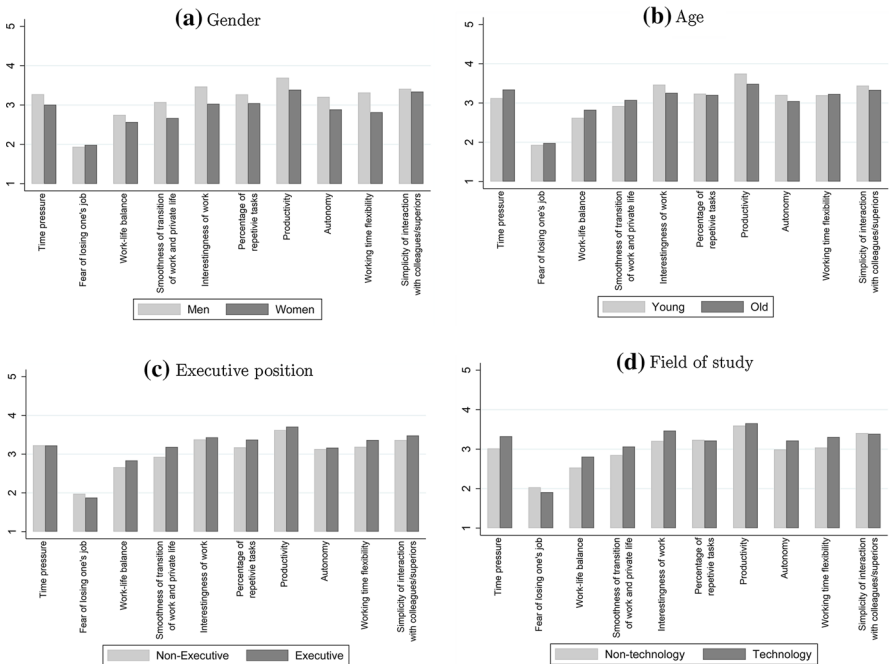 (a) Gender
5
4
3
2
1
Time pressure
Fear of losing one's job
Work-life balance
Smoothness of transition
of work and private life
Interestingness of work
Percentage of
repetivie tasks
Productivity
Autonomy
Working time flexibility
Simplicity of interaction
with colleagues/superiors
Men
Women
(b) Age
5
4
3
2
1
Time pressure
Fear of losing one's job
Work-life balance
Smoothness of transition
of work and private life
Interestingness of work
Percentage of
repetivie tasks
Productivity
Autonomy
Working time flexibility
Simplicity of interaction
with colleagues/superiors
Young
Old
(c) Executive position
5
4
3
2
1
Time pressure
Fear of losing one's job
Work-life balance
Smoothness of transition
of work and private life
Interestingness of work
Percentage of
repetivie tasks
Productivity
Autonomy
Working time flexibility
Simplicity of interaction
with colleagues/superiors
Non-Executive
Executive
(d) Field of study
5
4
3
2
1
Time pressure
Fear of losing one's job
Work-life balance
Smoothness of transition
of work and private life
Interestingness of work
Percentage of
repetivie tasks
Productivity
Autonomy
Working time flexibility
Simplicity of interaction
with colleagues/superiors
Non-technology
Technology